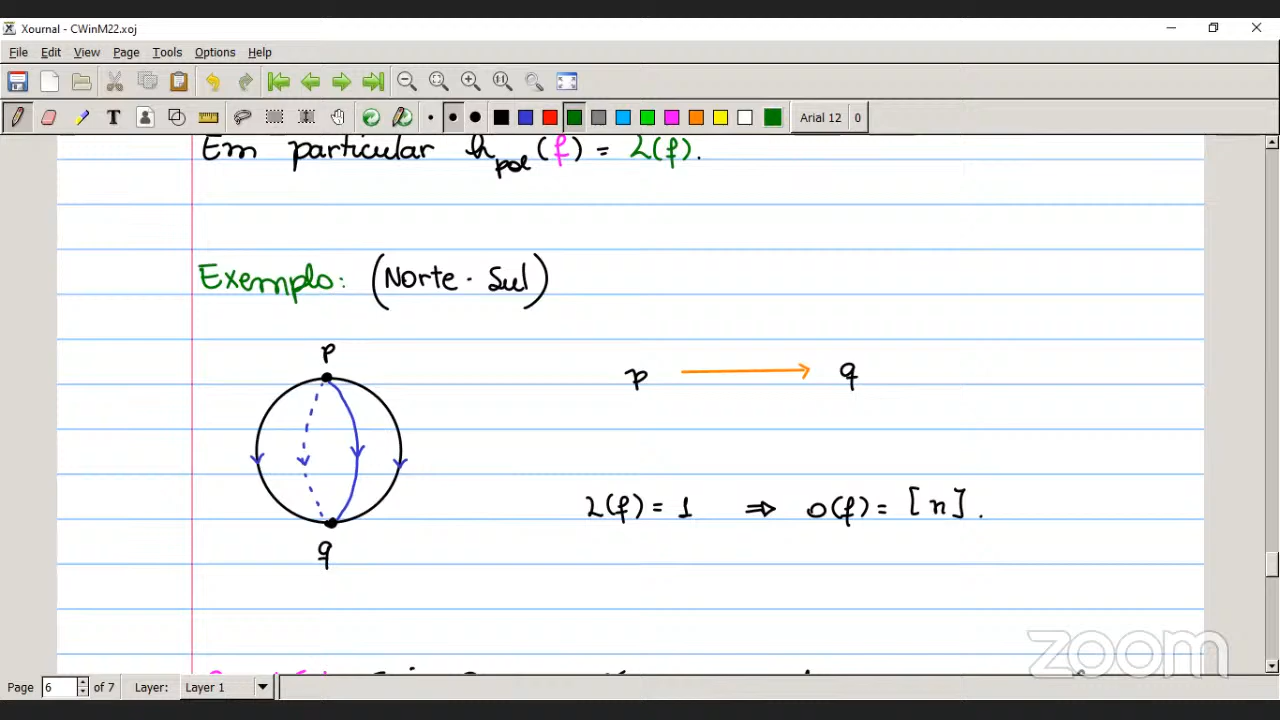 Xournal - CWinM22.xoj
File Edit View Page Tools Options Help
T Arial 12 0
Em particular h_pol(f) = L(f).
Exemplo: (Norte - Sul)
p
p → q
L(f) = 1 ⇒ o(f) = [n].
q
zoom
Page 6 of 7 Layer: Layer 1